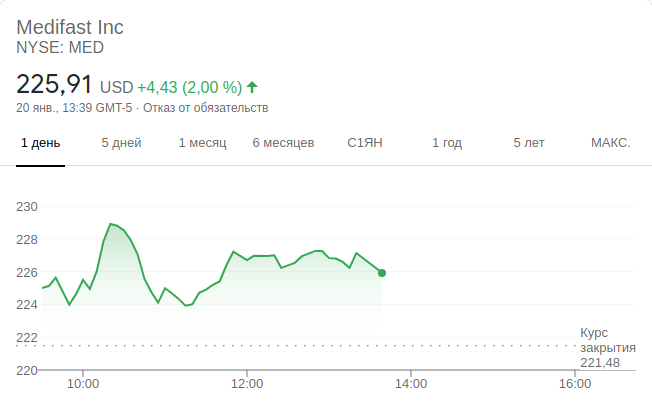 Medifast Inc
NYSE: MED
225,91 USD +4,43 (2,00 %)
20 янв., 13:39 GMT-5 · Отказ от обязательств
1 день 5 дней 1 месяц 6 месяцев С1ЯН 1 год 5 лет МАКС.
230
228
226
224
222
220
Курс
закрытия
221,48
10:00 12:00 14:00 16:00